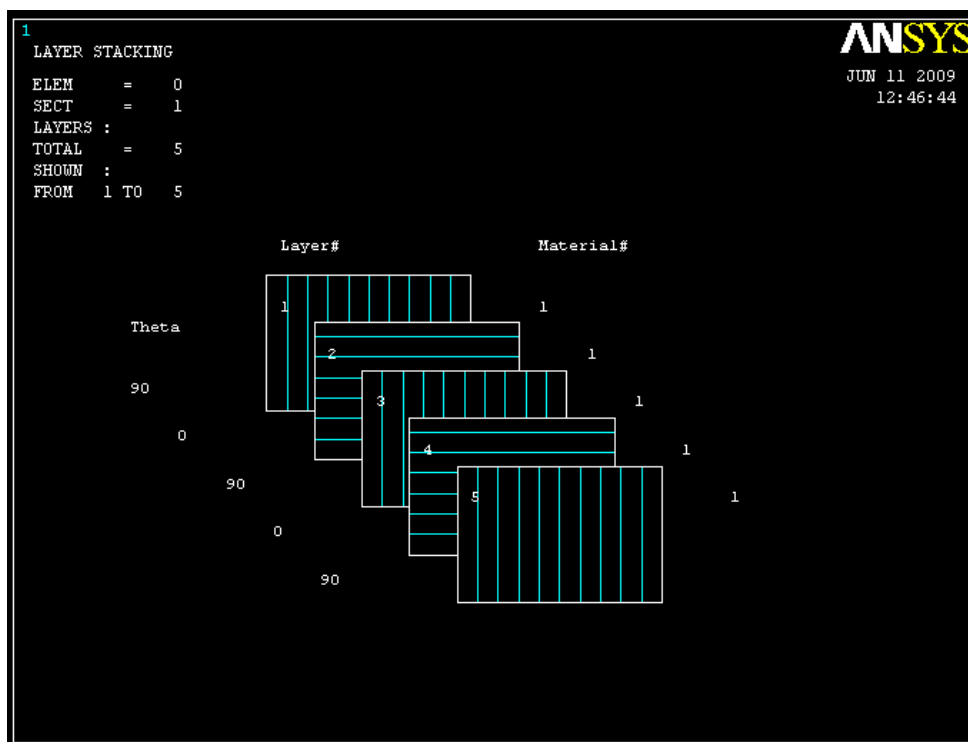 1
ANSYS
LAYER STACKING
JUN 11 2009
12:46:44
ELEM = 0
SECT = 1
LAYERS :
TOTAL = 5
SHOWN :
FROM 1 TO 5
Layer# Material#
1 1
Theta
2 1
90
3 1
0
4 1
90
5 1
0
90